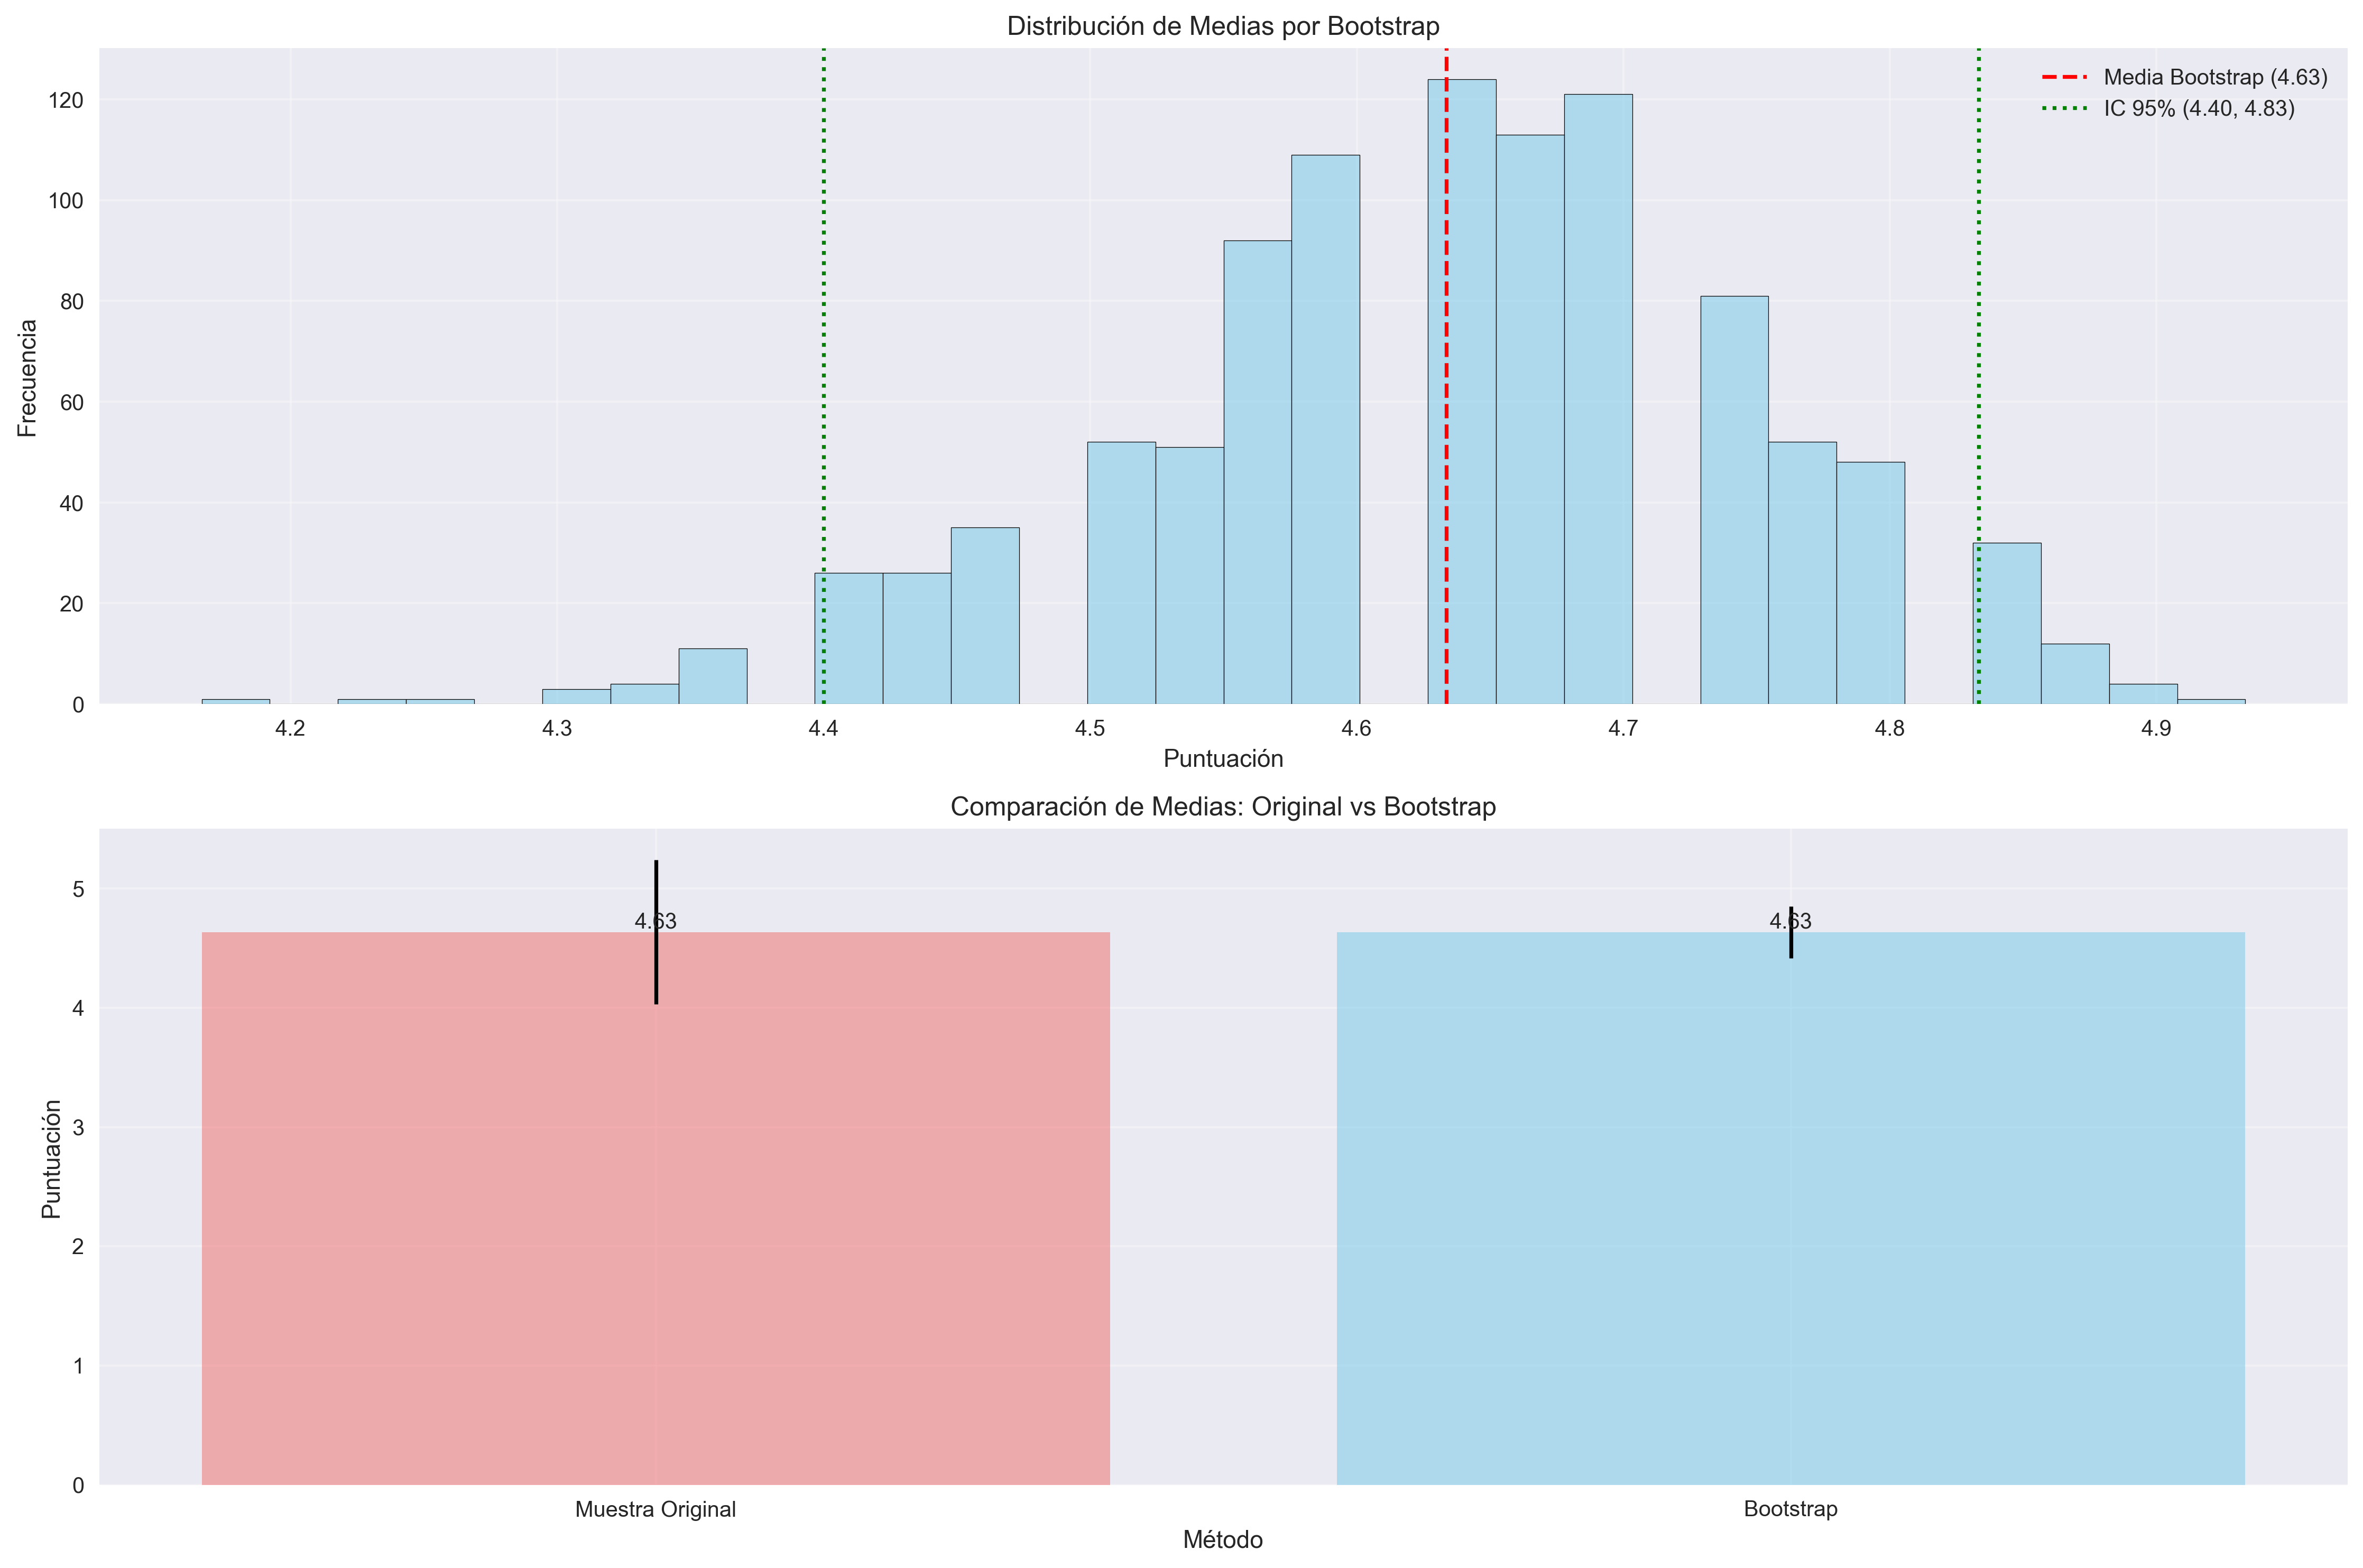 Distribución de Medias por Bootstrap
Frecuencia
120
100
80
60
40
20
0
Media Bootstrap (4.63)
IC 95% (4.40, 4.83)
4.2 4.3 4.4 4.5 4.6 4.7 4.8 4.9
Puntuación
Comparación de Medias: Original vs Bootstrap
Puntuación
5
4
3
2
1
0
4.63 4.63
Muestra Original Bootstrap
Método